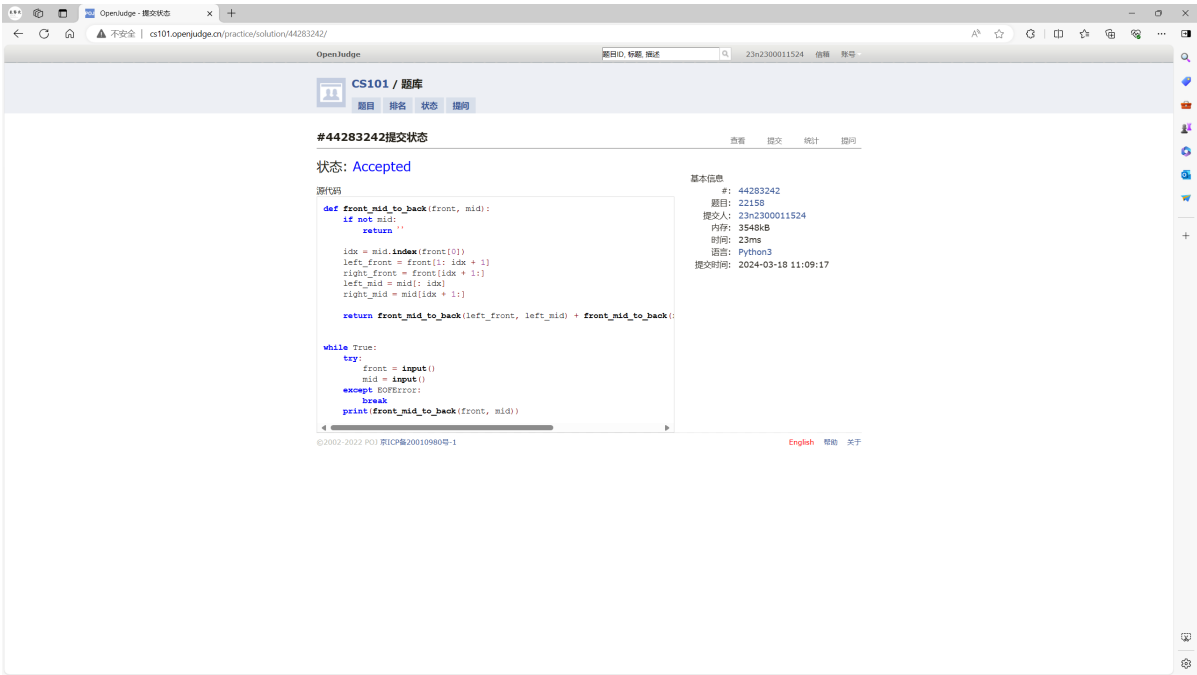 OpenJudge - 提交状态
不安全 | cs101.openjudge.cn/practice/solution/44283242/
OpenJudge 题目ID, 标题, 描述 23n2300011524 信箱 账号
CS101 / 题库
题目 排名 状态 提问
#44283242提交状态 查看 提交 统计 提问
状态: Accepted
源代码
def front_mid_to_back(front, mid):
    if not mid:
        return ''
    idx = mid.index(front[0])
    left_front = front[1: idx + 1]
    right_front = front[idx + 1:]
    left_mid = mid[: idx]
    right_mid = mid[idx + 1:]
    return front_mid_to_back(left_front, left_mid) + front_mid_to_back(
while True:
    try:
        front = input()
        mid = input()
    except EOFError:
        break
    print(front_mid_to_back(front, mid))
基本信息
#: 44283242
题目: 22158
提交人: 23n2300011524
内存: 3548kB
时间: 23ms
语言: Python3
提交时间: 2024-03-18 11:09:17
©2002-2022 POJ 京ICP备20010980号-1 English 帮助 关于